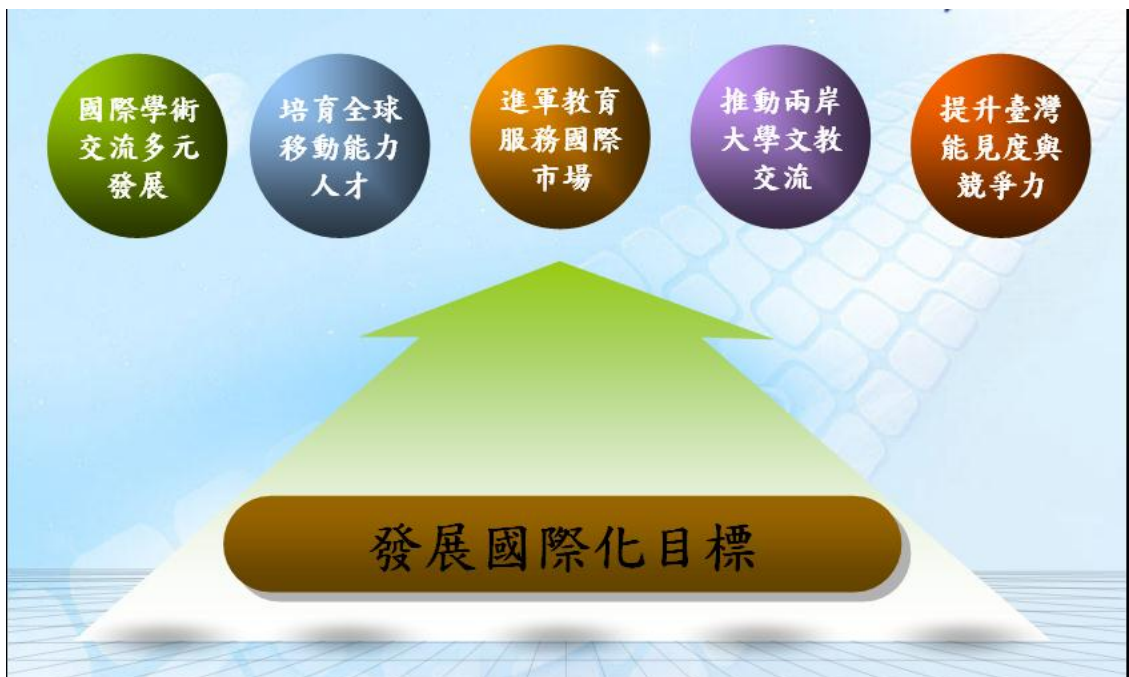 國際學術
交流多元
發展
培育全球
移動能力
人才
進軍教育
服務國際
市場
推動兩岸
大學文教
交流
提升臺灣
能見度與
競爭力
發展國際化目標